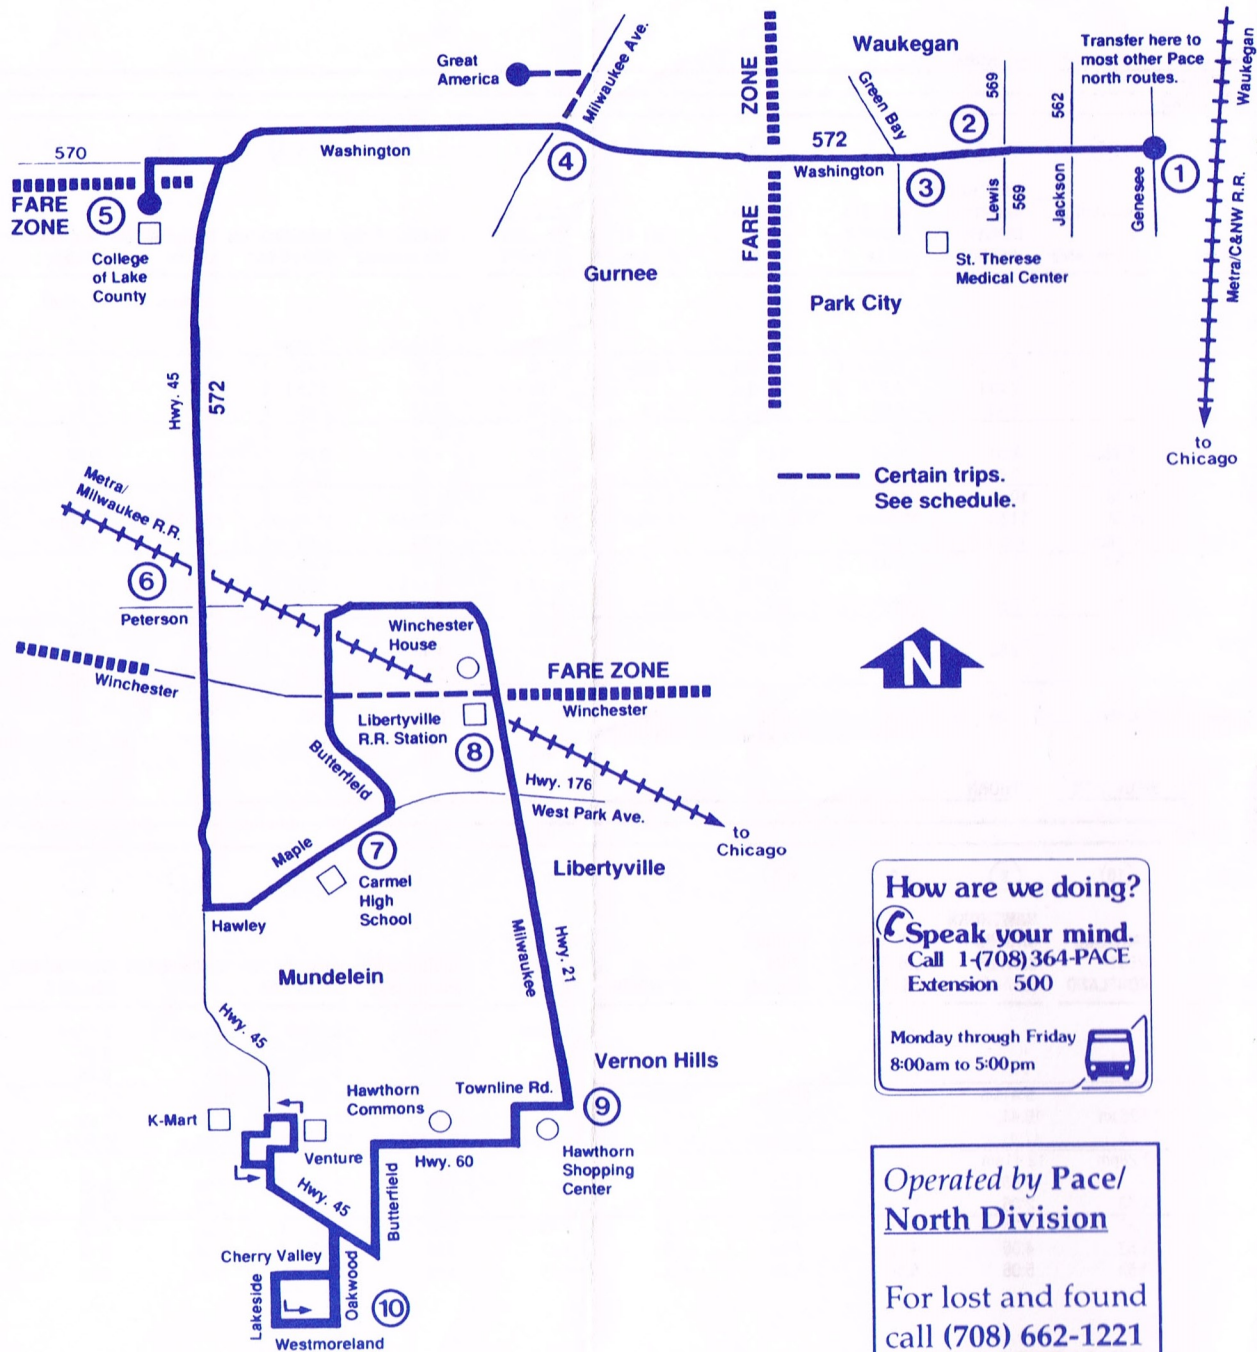 Great
America
Milwaukee Ave.
ZONE
FARE
Waukegan
Green Bay
569
562
Transfer here to
most other Pace
north routes.
Waukegan
570
Washington
4
572
Washington
2
3
1
Lewis
569
Jackson
Genesee
Metra/C&NW R.R.
to
Chicago
FARE
ZONE
5
College
of Lake
County
Gurnee
St. Therese
Medical Center
Park City
Hwy. 45
572
Certain trips.
See schedule.
Metra/
Milwaukee R.R.
6
Peterson
Winchester
House
N
Winchester
FARE ZONE
Winchester
Libertyville
R.R. Station
8
Butterfield
Hwy. 176
West Park Ave.
to
Chicago
Maple
7
Carmel
High
School
Libertyville
Hawley
Milwaukee
Hwy. 21
Mundelein
Hwy. 45
Vernon Hills
Hawthorn
Commons
Townline Rd.
9
K-Mart
Venture
Hwy. 60
Hawthorn
Shopping
Center
Hwy. 45
Butterfield
Cherry Valley
Lakeside
Oakwood
10
Westmoreland
How are we doing?
Speak your mind.
Call 1-(708)364-PACE
Extension 500
Monday through Friday
8:00am to 5:00pm
Operated by Pace/
North Division
For lost and found
call (708) 662-1221